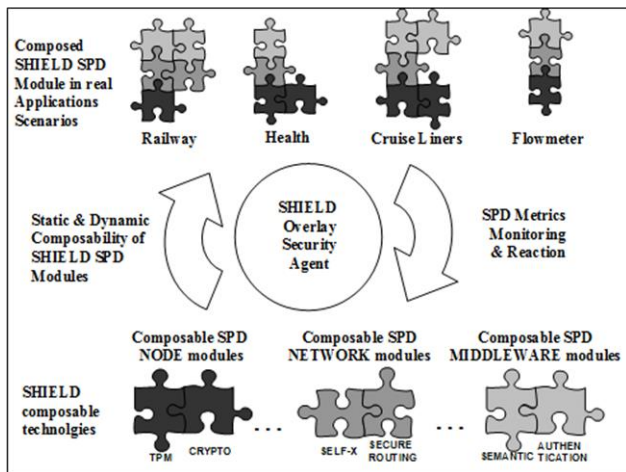 Composed
SHIELD SPD
Module in real
Applications
Scenarios
Railway
Health
Cruise Liners
Flowmeter
Static & Dynamic
Composability of
SHIELD SPD
Modules
SHIELD
Overlay
Security
Agent
SPD Metrics
Monitoring
& Reaction
Composable SPD
NODE modules
Composable SPD
NETWORK modules
Composable SPD
MIDDLEWARE modules
SHIELD
composable
technolgies
TPM
CRYPTO
...
SELF-X
SECURE
ROUTING
...
SEMANTIC
AUTHEN
TICATION